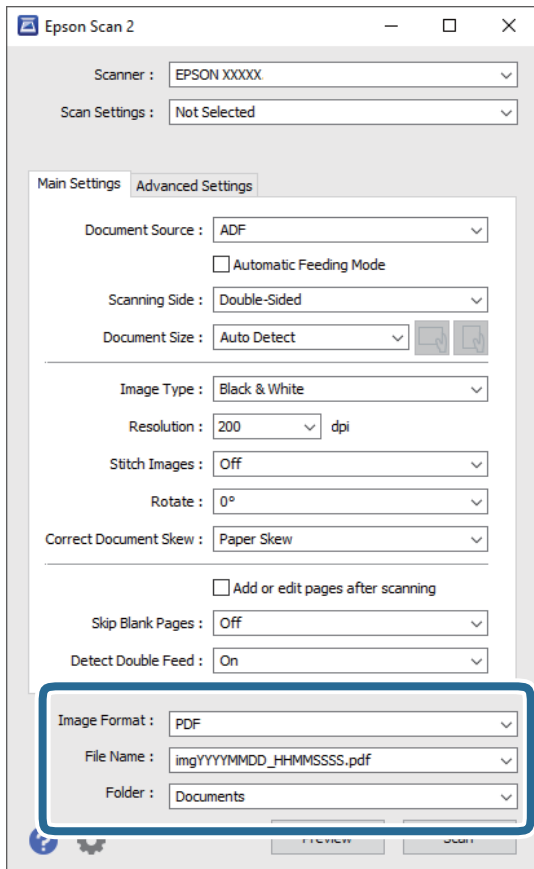 Epson Scan 2
Scanner : EPSON XXXXX
Scan Settings : Not Selected
Main Settings Advanced Settings
Document Source : ADF
Automatic Feeding Mode
Scanning Side : Double-Sided
Document Size : Auto Detect
Image Type : Black & White
Resolution : 200 dpi
Stitch Images : Off
Rotate : 0°
Correct Document Skew : Paper Skew
Add or edit pages after scanning
Skip Blank Pages : Off
Detect Double Feed : On
Image Format : PDF
File Name : imgYYYYMMDD_HHMMSSSS.pdf
Folder : Documents
Preview Scan